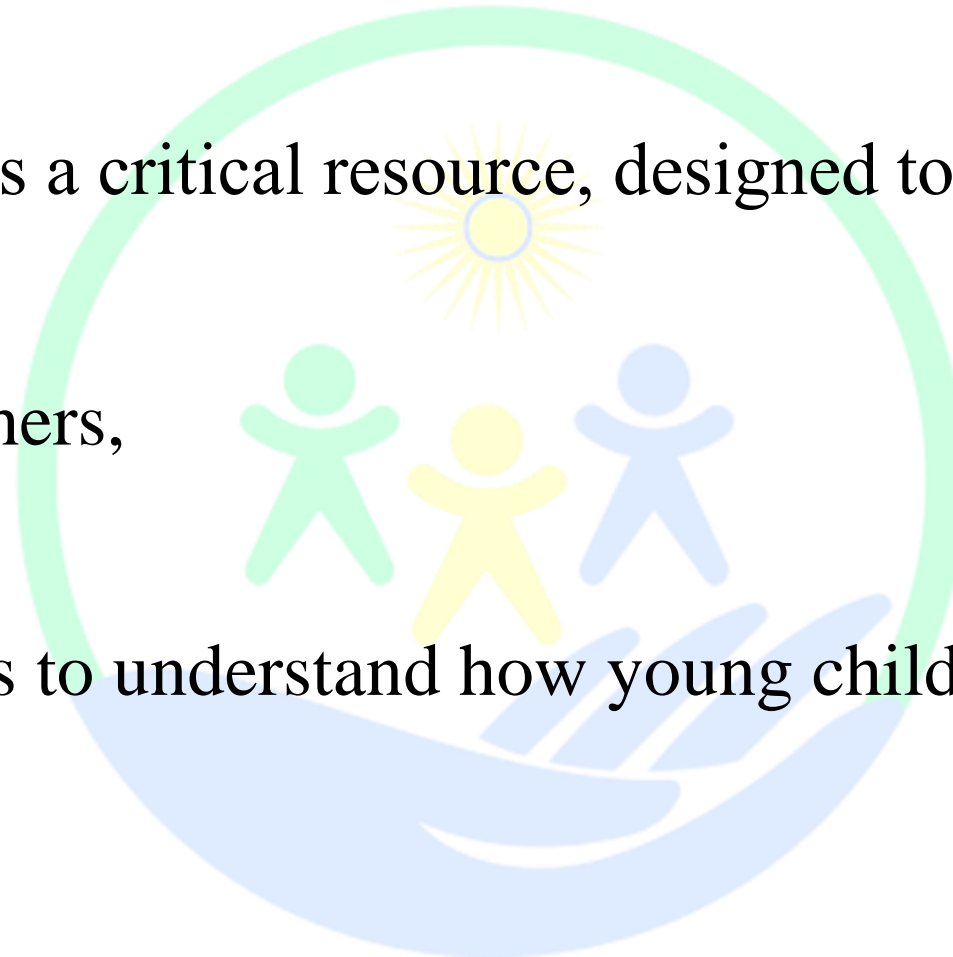 s a critical resource, designed to
ners,
s to understand how young child